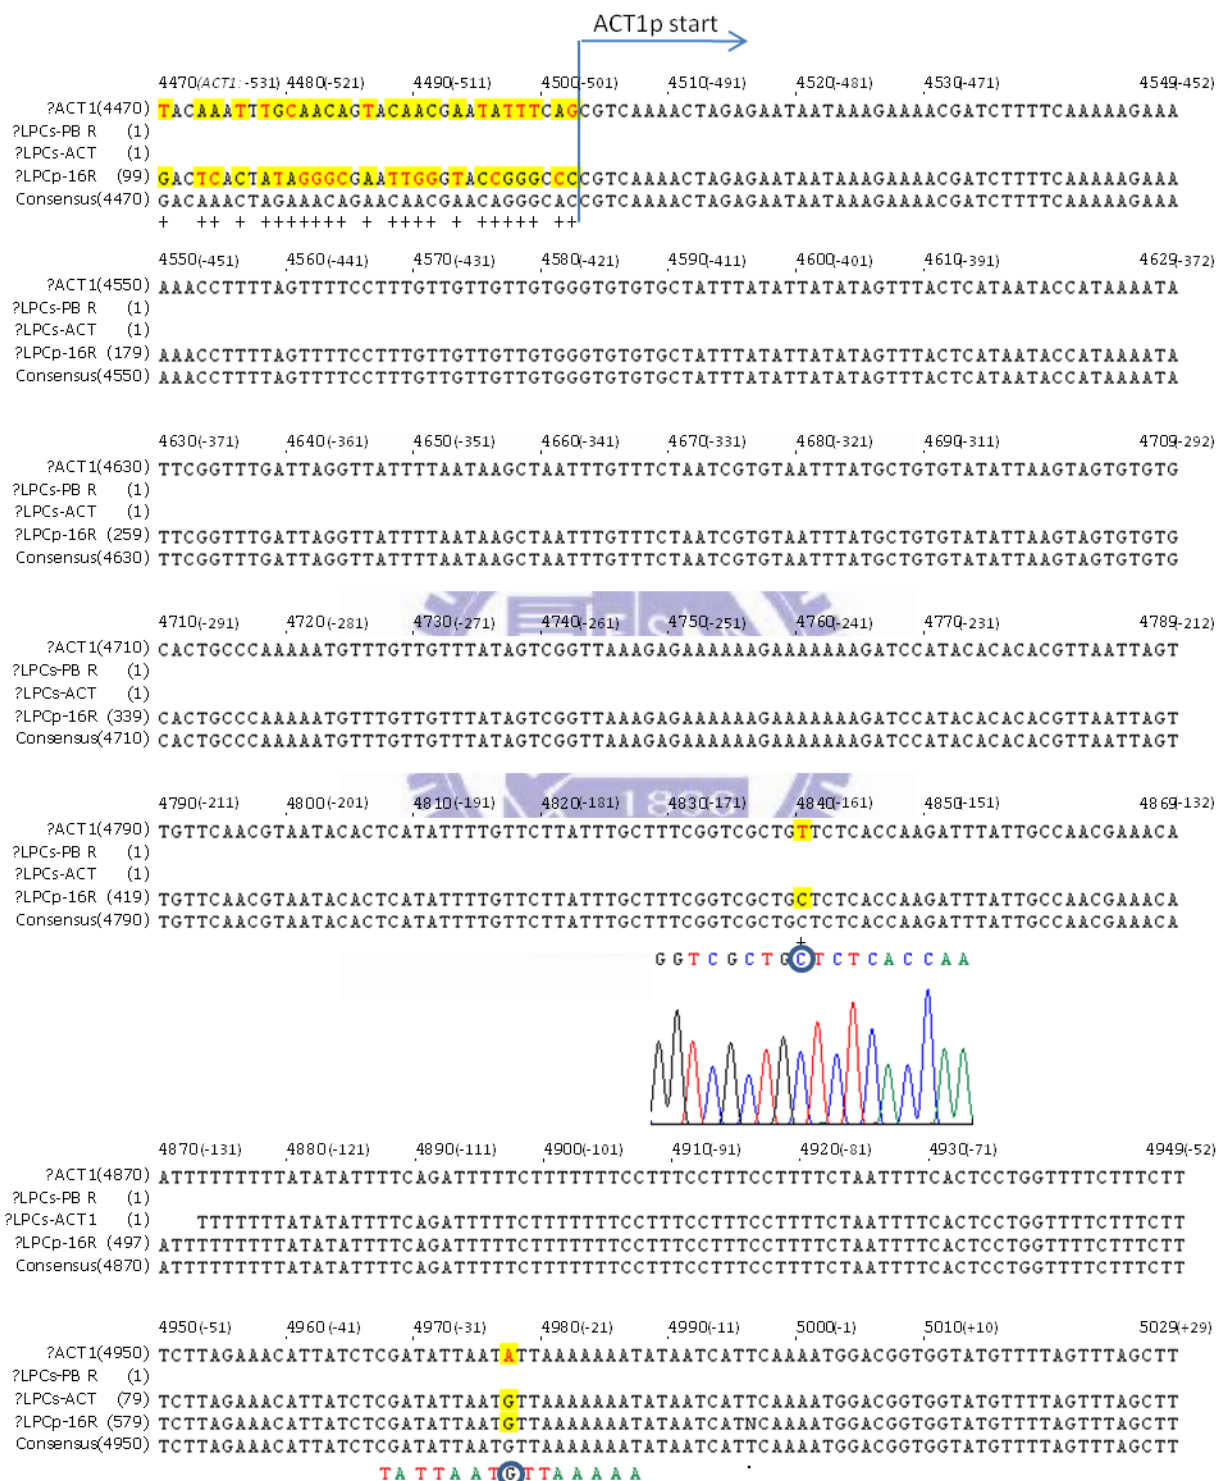 ACT1p start
4470(ACT1: -531) 4480(-521) 4490(-511) 4500(-501) 4510(-491) 4520(-481) 4530(-471) 4549(-452)
?ACT1(4470) TACAAATTTGCAACAGTACAACGAATATTTCAGCGTCAAAACTAGAGAATAATAAAGAAAACGATCTTTTCAAAAAGAAA
?LPCs-PB R (1)
?LPCs-ACT (1)
?LPCp-16R (99) GACTCACTATAGGGCGAATTGGGTACCGGGCCCCGTCAAAACTAGAGAATAATAAAGAAAACGATCTTTTCAAAAAGAAA
Consensus(4470) GACAAACTAGAAACAGAACAACGAACAGGGCACCGTCAAAACTAGAGAATAATAAAGAAAACGATCTTTTCAAAAAGAAA
+ ++ + +++++++ + ++++ + +++++ ++
4550(-451) 4560(-441) 4570(-431) 4580(-421) 4590(-411) 4600(-401) 4610(-391) 4629(-372)
?ACT1(4550) AAACCTTTTAGTTTTCCTTTGTTGTTGTTGTGGGTGTGTGCTATTTATATTATATAGTTTACTCATAATACCATAAAATA
?LPCs-PB R (1)
?LPCs-ACT (1)
?LPCp-16R (179) AAACCTTTTAGTTTTCCTTTGTTGTTGTTGTGGGTGTGTGCTATTTATATTATATAGTTTACTCATAATACCATAAAATA
Consensus(4550) AAACCTTTTAGTTTTCCTTTGTTGTTGTTGTGGGTGTGTGCTATTTATATTATATAGTTTACTCATAATACCATAAAATA
4630(-371) 4640(-361) 4650(-351) 4660(-341) 4670(-331) 4680(-321) 4690(-311) 4709(-292)
?ACT1(4630) TTCGGTTTGATTAGGTTATTTTAATAAGCTAATTTGTTTCTAATCGTGTAATTTATGCTGTGTATATTAAGTAGTGTGTG
?LPCs-PB R (1)
?LPCs-ACT (1)
?LPCp-16R (259) TTCGGTTTGATTAGGTTATTTTAATAAGCTAATTTGTTTCTAATCGTGTAATTTATGCTGTGTATATTAAGTAGTGTGTG
Consensus(4630) TTCGGTTTGATTAGGTTATTTTAATAAGCTAATTTGTTTCTAATCGTGTAATTTATGCTGTGTATATTAAGTAGTGTGTG
4710(-291) 4720(-281) 4730(-271) 4740(-261) 4750(-251) 4760(-241) 4770(-231) 4789(-212)
?ACT1(4710) CACTGCCCAAAAATGTTTGTTGTTTATAGTCGGTTAAAGAGAAAAAAGAAAAAAAGATCCATACACACACGTTAATTAGT
?LPCs-PB R (1)
?LPCs-ACT (1)
?LPCp-16R (339) CACTGCCCAAAAATGTTTGTTGTTTATAGTCGGTTAAAGAGAAAAAAGAAAAAAAGATCCATACACACACGTTAATTAGT
Consensus(4710) CACTGCCCAAAAATGTTTGTTGTTTATAGTCGGTTAAAGAGAAAAAAGAAAAAAAGATCCATACACACACGTTAATTAGT
1896
4790(-211) 4800(-201) 4810(-191) 4820(-181) 4830(-171) 4840(-161) 4850(-151) 4869(-132)
?ACT1(4790) TGTTCAACGTAATACACTCATATTTTGTTCTTATTTGCTTTCGGTCGCTGTTCTCACCAAGATTTATTGCCAACGAAACA
?LPCs-PB R (1)
?LPCs-ACT (1)
?LPCp-16R (419) TGTTCAACGTAATACACTCATATTTTGTTCTTATTTGCTTTCGGTCGCTGCTCTCACCAAGATTTATTGCCAACGAAACA
Consensus(4790) TGTTCAACGTAATACACTCATATTTTGTTCTTATTTGCTTTCGGTCGCTGCTCTCACCAAGATTTATTGCCAACGAAACA
+
GGTCGCTGCTCTCACCAA
4870(-131) 4880(-121) 4890(-111) 4900(-101) 4910(-91) 4920(-81) 4930(-71) 4949(-52)
?ACT1(4870) ATTTTTTTTTTATATATTTTCAGATTTTTCTTTTTTTCCTTTCCTTTCCTTTTCTAATTTTCACTCCTGGTTTTCTTTCTT
?LPCs-PB R (1)
?LPCs-ACT1 (1) TTTTTTTATATATTTTCAGATTTTTCTTTTTTTCCTTTCCTTTCCTTTTCTAATTTTCACTCCTGGTTTTCTTTCTT
?LPCp-16R (497) ATTTTTTTTTTATATATTTTCAGATTTTTCTTTTTTTCCTTTCCTTTCCTTTTCTAATTTTCACTCCTGGTTTTCTTTCTT
Consensus(4870) ATTTTTTTTTTATATATTTTCAGATTTTTCTTTTTTTCCTTTCCTTTCCTTTTCTAATTTTCACTCCTGGTTTTCTTTCTT
4950(-51) 4960(-41) 4970(-31) 4980(-21) 4990(-11) 5000(-1) 5010(+10) 5029(+29)
?ACT1(4950) TCTTAGAAACATTATCTCGATATTAATATTAAAAAAATATAATCATTCAAAATGGACGGTGGTATGTTTTAGTTTAGCTT
?LPCs-PB R (1)
?LPCs-ACT (79) TCTTAGAAACATTATCTCGATATTAATGTTAAAAAAATATAATCATTCAAAATGGACGGTGGTATGTTTTAGTTTAGCTT
?LPCp-16R (579) TCTTAGAAACATTATCTCGATATTAATGTTAAAAAAATATAATCATNCAAAATGGACGGTGGTATGTTTTAGTTTAGCTT
Consensus(4950) TCTTAGAAACATTATCTCGATATTAATGTTAAAAAAATATAATCATTCAAAATGGACGGTGGTATGTTTTAGTTTAGCTT
TATTAATGTTAAAAA